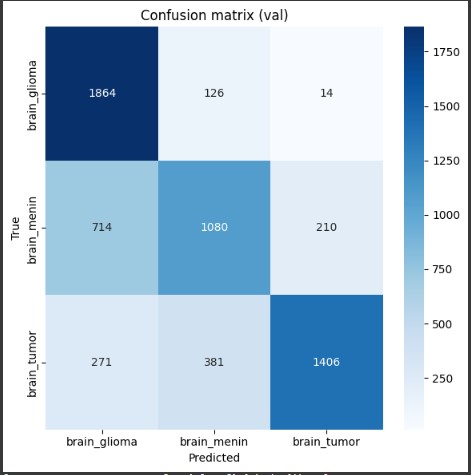 Confusion matrix (val)
brain_glioma
1864 126 14
brain_menin
714 1080 210
brain_tumor
271 381 1406
True
brain_glioma brain_menin brain_tumor
Predicted
1750
1500
1250
1000
750
500
250